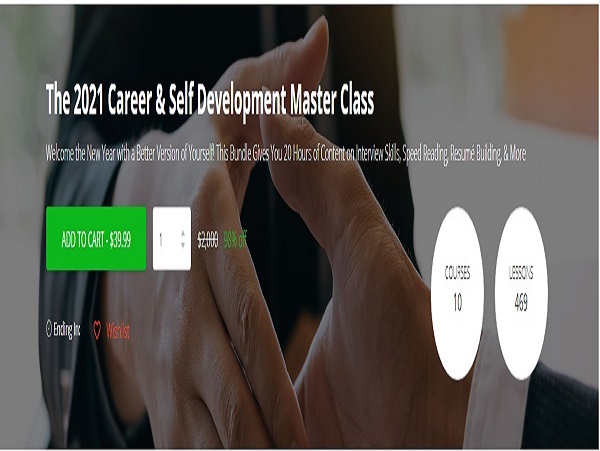 The 2021 Career & Self Development Master Class
Welcome the New Year with a Better Version of Yourself! This Bundle Gives You 20 Hours of Content on Interview Skills, Speed Reading, Resumé Building, & More
ADD TO CART - $39.99
1
$2,000 98% off
COURSES
10
LESSONS
469
Ending In: Wishlist